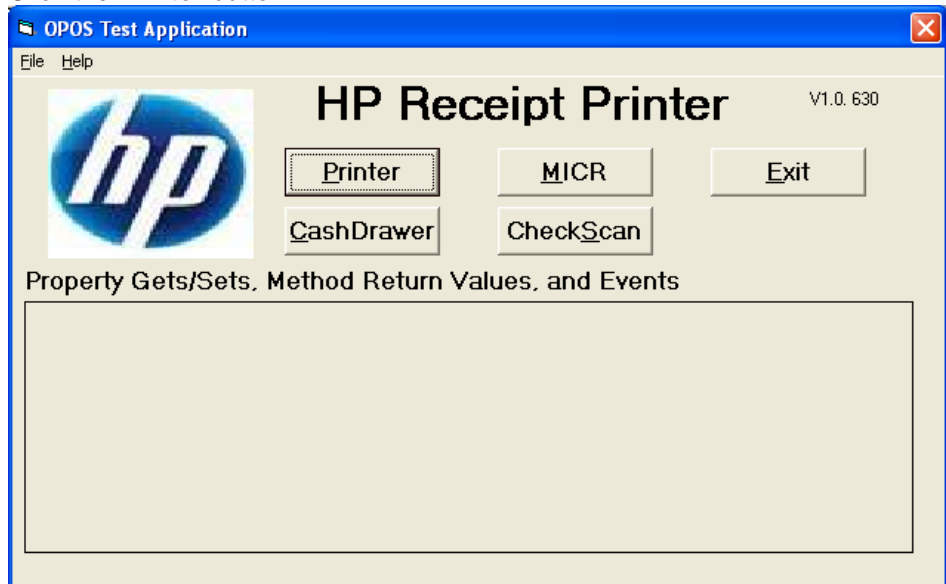 OPOS Test Application
File Help
hp
HP Receipt Printer V1.0. 630
Printer MICR Exit
CashDrawer CheckScan
Property Gets/Sets, Method Return Values, and Events